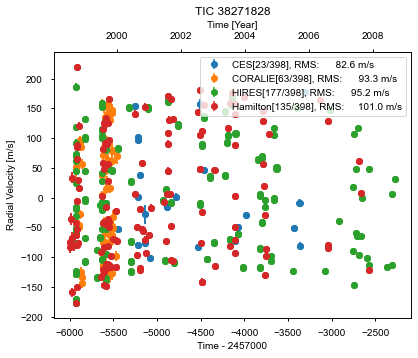 TIC 38271828
Time [Year]
2000 2002 2004 2006 2008
CES[23/398], RMS: 82.6 m/s
CORALIE[63/398], RMS: 93.3 m/s
HIRES[177/398], RMS: 95.2 m/s
Hamilton[135/398], RMS: 101.0 m/s
Radial Velocity [m/s]
200
150
100
50
0
−50
−100
−150
−200
−6000 −5500 −5000 −4500 −4000 −3500 −3000 −2500
Time - 2457000